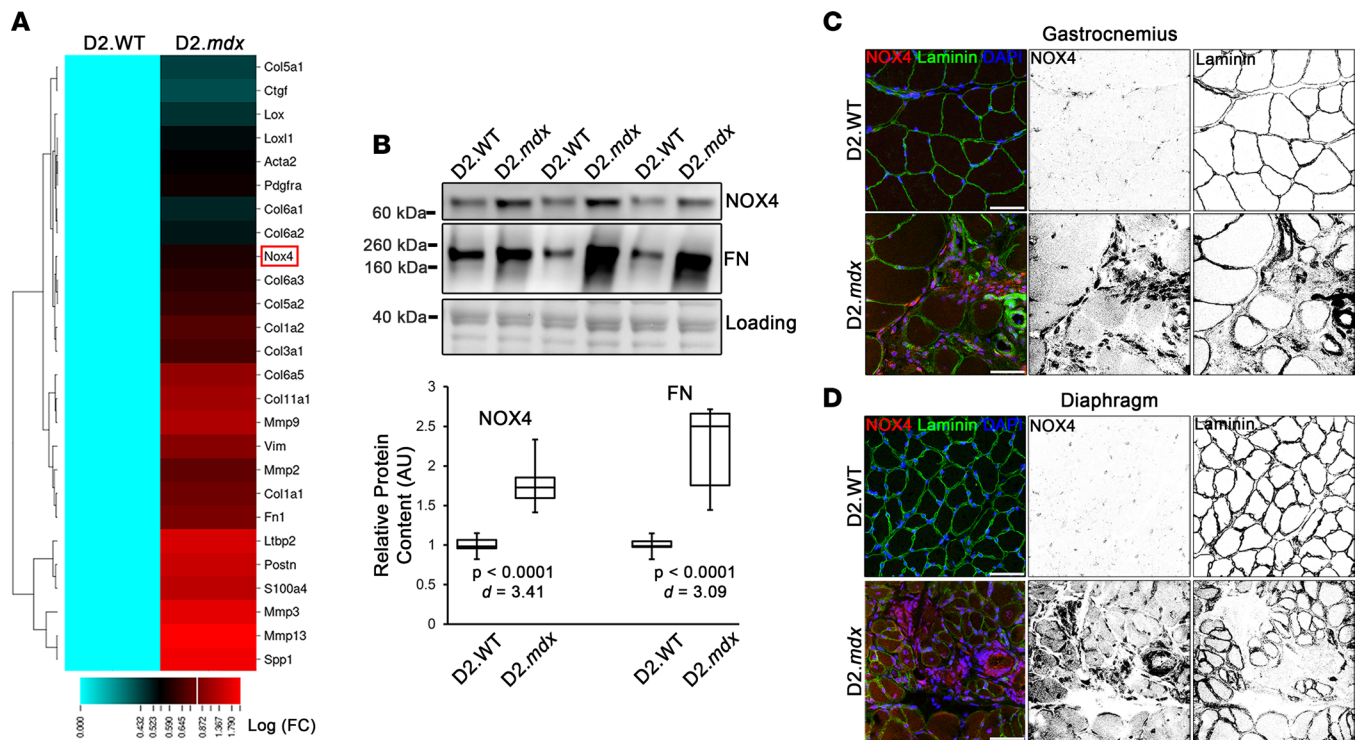 A
D2.WT D2.mdx
Col5a1
Ctgf
Lox
Loxl1
Acta2
Pdgfra
Col6a1
Col6a2
Nox4
Col6a3
Col5a2
Col1a2
Col3a1
Col6a5
Col11a1
Mmp9
Vim
Mmp2
Col1a1
Fn1
Ltbp2
Postn
S100a4
Mmp3
Mmp13
Spp1
0.000 0.432 0.523 0.590 0.645 0.872 1.367 1.790
Log (FC)
B
D2.WT D2.mdx D2.WT D2.mdx D2.WT D2.mdx
60 kDa NOX4
260 kDa
160 kDa FN
40 kDa Loading
Relative Protein
Content (AU)
3
2.5
2
1.5
1
0.5
0
NOX4 FN
p < 0.0001 p < 0.0001
d = 3.41 d = 3.09
D2.WT D2.mdx D2.WT D2.mdx
C
Gastrocnemius
NOX4 Laminin DAPI NOX4 Laminin
D2.WT
D2.mdx
D
Diaphragm
NOX4 Laminin DAPI NOX4 Laminin
D2.WT
D2.mdx